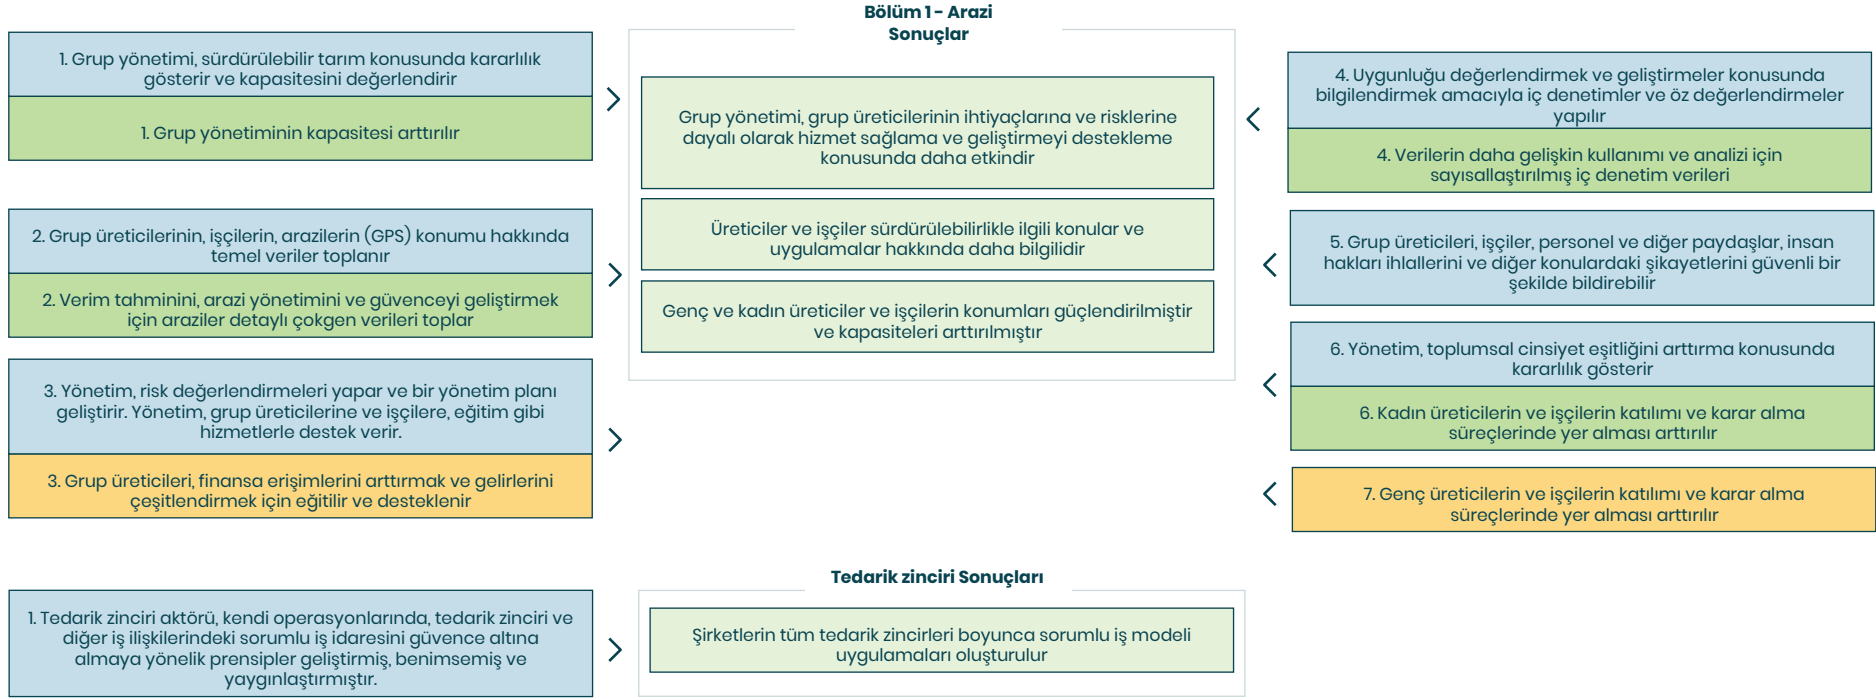 Bölüm 1 - Arazi
Sonuçlar
1. Grup yönetimi, sürdürülebilir tarım konusunda kararlılık
gösterir ve kapasitesini değerlendirir
1. Grup yönetiminin kapasitesi arttırılır
2. Grup üreticilerinin, işçilerin, arazilerin (GPS) konumu hakkında
temel veriler toplanır
2. Verim tahminini, arazi yönetimini ve güvenceyi geliştirmek
için araziler detaylı çokgen verileri toplar
3. Yönetim, risk değerlendirmeleri yapar ve bir yönetim planı
geliştirir. Yönetim, grup üreticilerine ve işçilere, eğitim gibi
hizmetlerle destek verir.
3. Grup üreticileri, finansa erişimlerini arttırmak ve gelirlerini
çeşitlendirmek için eğitilir ve desteklenir
Grup yönetimi, grup üreticilerinin ihtiyaçlarına ve risklerine
dayalı olarak hizmet sağlama ve geliştirmeyi destekleme
konusunda daha etkindir
Üreticiler ve işçiler sürdürülebilirlikle ilgili konular ve
uygulamalar hakkında daha bilgilidir
Genç ve kadın üreticiler ve işçilerin konumları güçlendirilmiştir
ve kapasiteleri arttırılmıştır
4. Uygunluğu değerlendirmek ve geliştirmeler konusunda
bilgilendirmek amacıyla iç denetimler ve öz değerlendirmeler
yapılır
4. Verilerin daha gelişkin kullanımı ve analizi için
sayısallaştırılmış iç denetim verileri
5. Grup üreticileri, işçiler, personel ve diğer paydaşlar, insan
hakları ihlallerini ve diğer konulardaki şikayetlerini güvenli bir
şekilde bildirebilir
6. Yönetim, toplumsal cinsiyet eşitliğini arttırma konusunda
kararlılık gösterir
6. Kadın üreticilerin ve işçilerin katılımı ve karar alma
süreçlerinde yer alması arttırılır
7. Genç üreticilerin ve işçilerin katılımı ve karar alma
süreçlerinde yer alması arttırılır
Tedarik zinciri Sonuçları
1. Tedarik zinciri aktörü, kendi operasyonlarında, tedarik zinciri ve
diğer iş ilişkilerindeki sorumlu iş idaresini güvence altına
almaya yönelik prensipler geliştirmiş, benimsemiş ve
yaygınlaştırmıştır.
Şirketlerin tüm tedarik zincirleri boyunca sorumlu iş modeli
uygulamaları oluşturulur